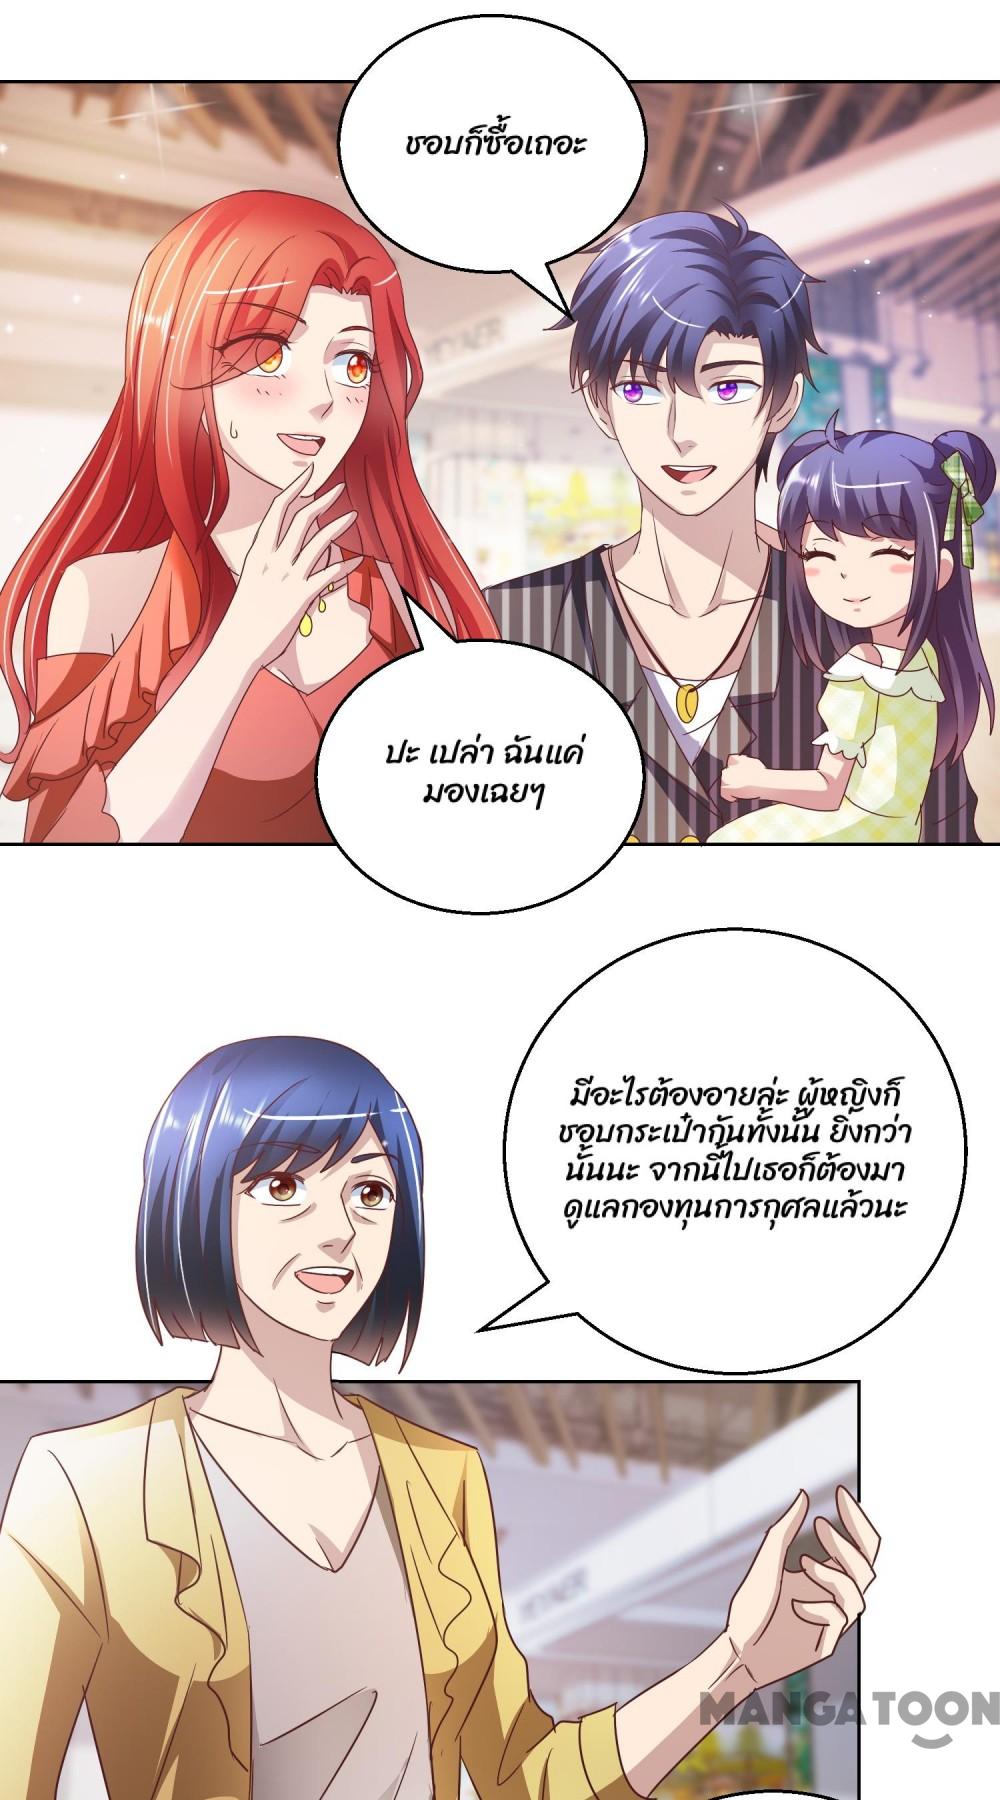 ชอบก็ซื้อเถอะ
ปะ เปล่า ฉันแค่
มองเฉยๆ
มีอะไรต้องอายล่ะ ผู้หญิงก็
ชอบกระเป๋ากันทั้งนั้น ยิ่งกว่า
นั้นนะ จากนี้ไปเธอก็ต้องมา
ดูแลกองทุนการกุศลแล้วนะ
MANGATOON